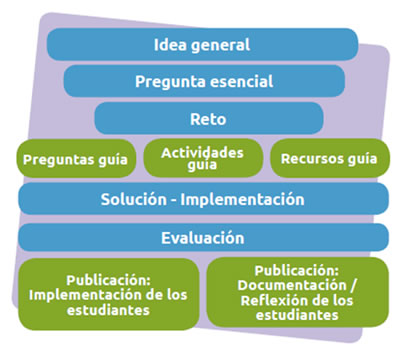 Idea general
Pregunta esencial
Reto
Preguntas guía
Actividades
guía
Recursos guía
Solución - Implementación
Evaluación
Publicación:
Implementación de los
estudiantes
Publicación:
Documentación /
Reflexión de los
estudiantes